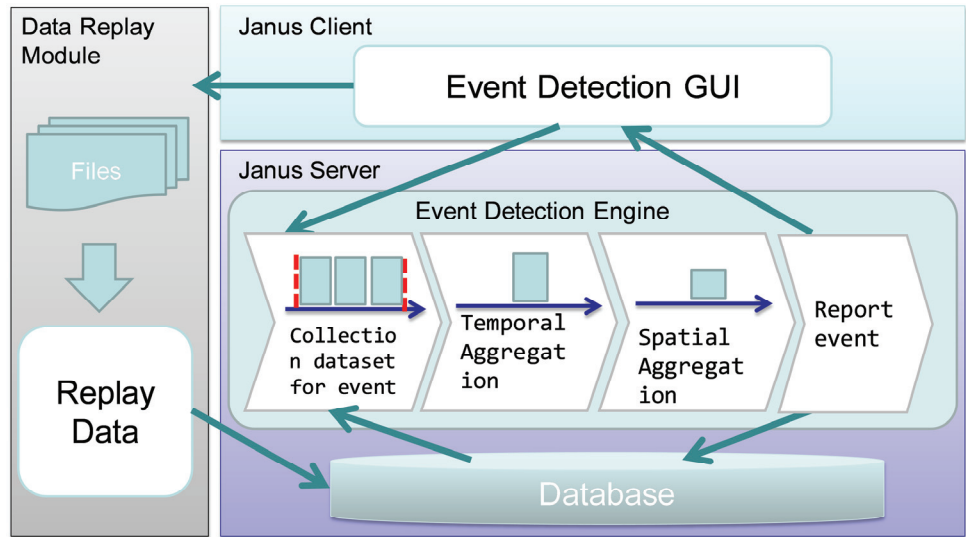 Data Replay
Module
Files
Replay
Data
Janus Client
Event Detection GUI
Janus Server
Event Detection Engine
Collectio
n dataset
for event
Temporal
Aggregat
ion
Spatial
Aggregat
ion
Report
event
Database